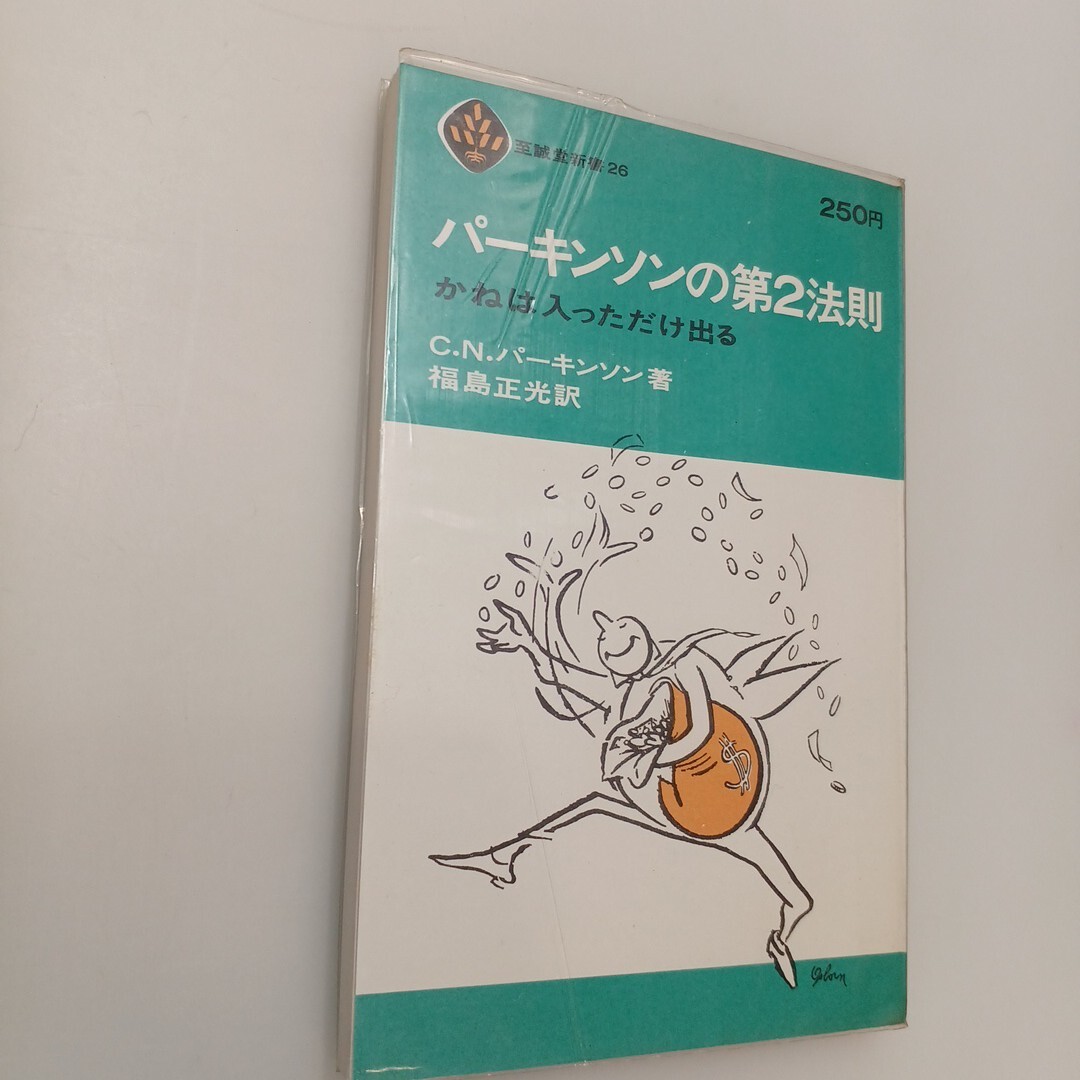 至誠堂新書 26
250円
パーキンソンの第2法則
かねは入っただけ出る
C.N.パーキンソン著
福島正光訳
Osborn